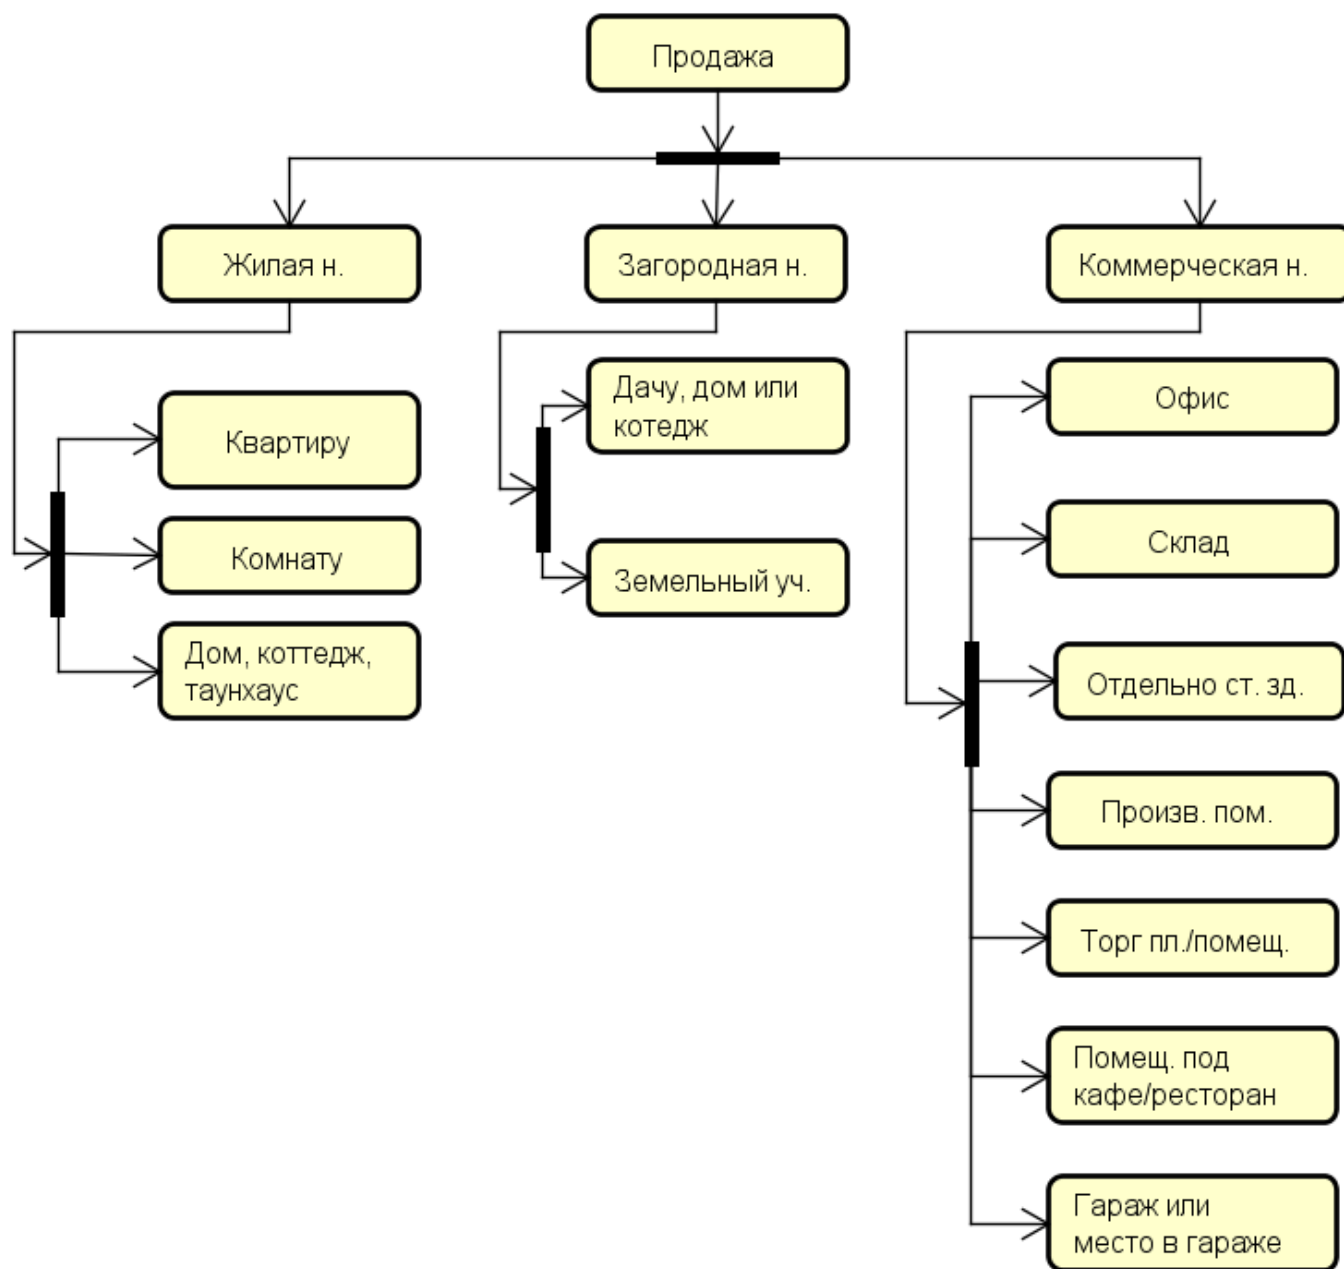 Продажа
Жилая н.
Загородная н.
Коммерческая н.
Квартиру
Комнату
Дом, коттедж,
таунхаус
Дачу, дом или
котедж
Земельный уч.
Офис
Склад
Отдельно ст. зд.
Произв. пом.
Торг пл./помещ.
Помещ. под
кафе/ресторан
Гараж или
место в гараже